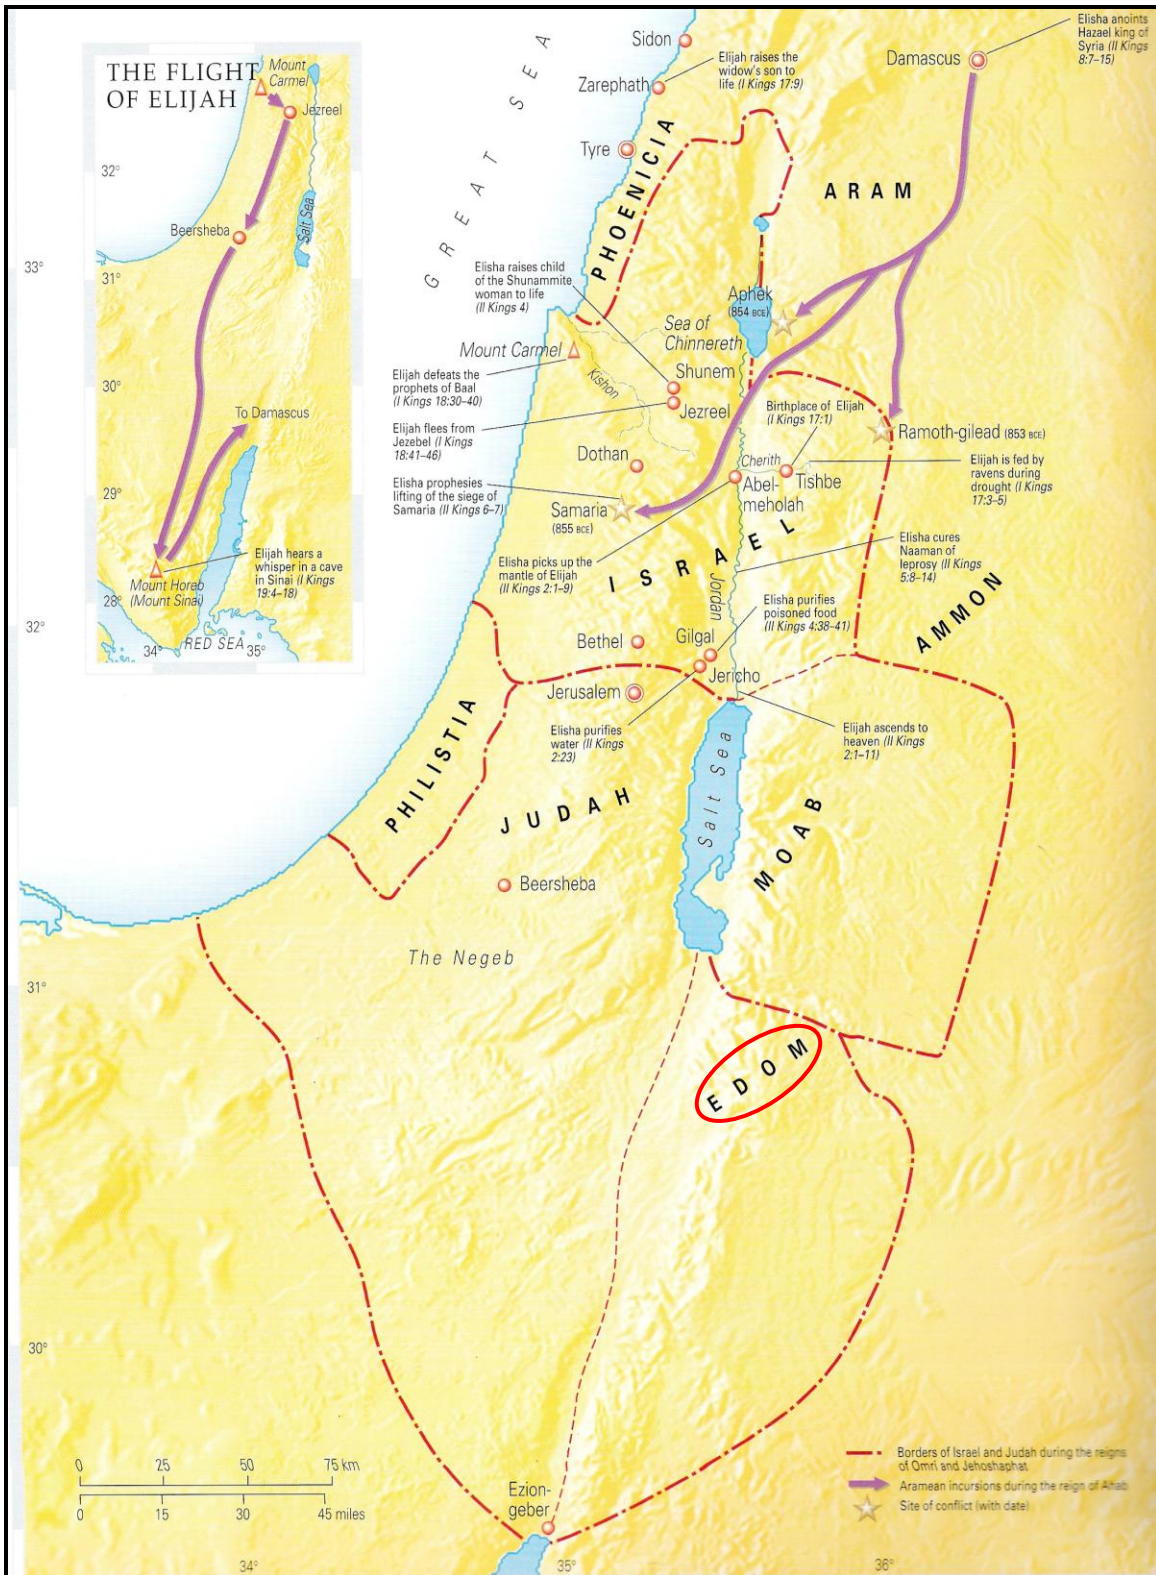 THE FLIGHT
OF ELIJAH
Mount
Carmel
Jezreel
32°
Salt Sea
Beersheba
31°
30°
To Damascus
29°
Elijah hears a
whisper in a cave
in Sinai (I Kings
19:4–18)
Mount Horeb
(Mount Sinai)
28°
34°
RED SEA
35°
GREAT SEA
Sidon
Zarephath
Elijah raises the
widow's son to
life (I Kings 17:9)
Tyre
PHOENICIA
Damascus
Elisha anoints
Hazael king of
Syria (II Kings
8:7–15)
ARAM
33°
Elisha raises child
of the Shunammite
woman to life
(II Kings 4)
Aphek
(854 BCE)
Sea of
Chinnereth
Mount Carmel
Kishon
Elijah defeats the
prophets of Baal
(I Kings 18:30–40)
Shunem
Jezreel
Elijah flees from
Jezebel (I Kings
18:41–46)
Birthplace of Elijah
(I Kings 17:1)
Ramoth-gilead (853 BCE)
Dothan
Cherith
Tishbe
Abel-
meholah
Elijah is fed by
ravens during
drought (I Kings
17:3–5)
Elisha prophesies
lifting of the siege of
Samaria (II Kings 6–7)
Samaria
(855 BCE)
ISRAEL
Elisha picks up the
mantle of Elijah
(II Kings 2:1–9)
Jordan
Elisha cures
Naaman of
leprosy (II Kings
5:8–14)
AMMON
32°
Elisha purifies
poisoned food
(II Kings 4:38–41)
Bethel
Gilgal
Jericho
Jerusalem
Elisha purifies
water (II Kings
2:23)
Elijah ascends to
heaven (II Kings
2:1–11)
PHILISTIA
JUDAH
Salt Sea
MOAB
Beersheba
The Negeb
31°
EDOM
30°
0 25 50 75 km
0 15 30 45 miles
Ezion-
geber
Borders of Israel and Judah during the reigns
of Omri and Jehoshaphat
Aramean incursions during the reign of Ahab
Site of conflict (with date)
34°
35°
36°